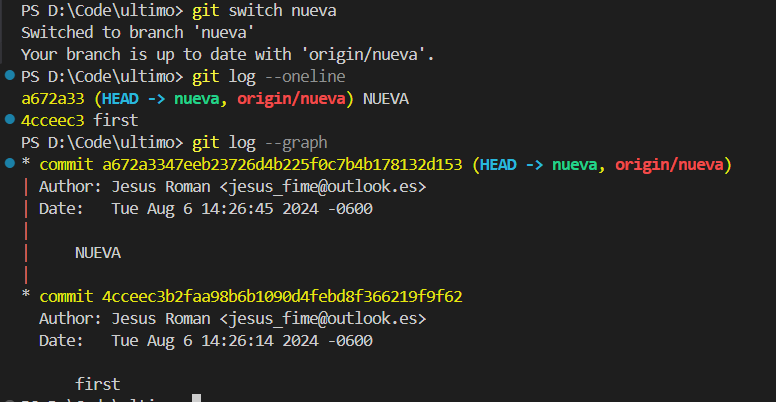 PS D:\Code\ultimo> git switch nueva
Switched to branch 'nueva'
Your branch is up to date with 'origin/nueva'.
PS D:\Code\ultimo> git log --oneline
a672a33 (HEAD -> nueva, origin/nueva) NUEVA
4cceec3 first
PS D:\Code\ultimo> git log --graph
* commit a672a3347eeb23726d4b225f0c7b4b178132d153 (HEAD -> nueva, origin/nueva)
| Author: Jesus Roman <jesus_fime@outlook.es>
| Date:   Tue Aug 6 14:26:45 2024 -0600
|
|     NUEVA
|
* commit 4cceec3b2faa98b6b1090d4febd8f366219f9f62
  Author: Jesus Roman <jesus_fime@outlook.es>
  Date:   Tue Aug 6 14:26:14 2024 -0600

      first